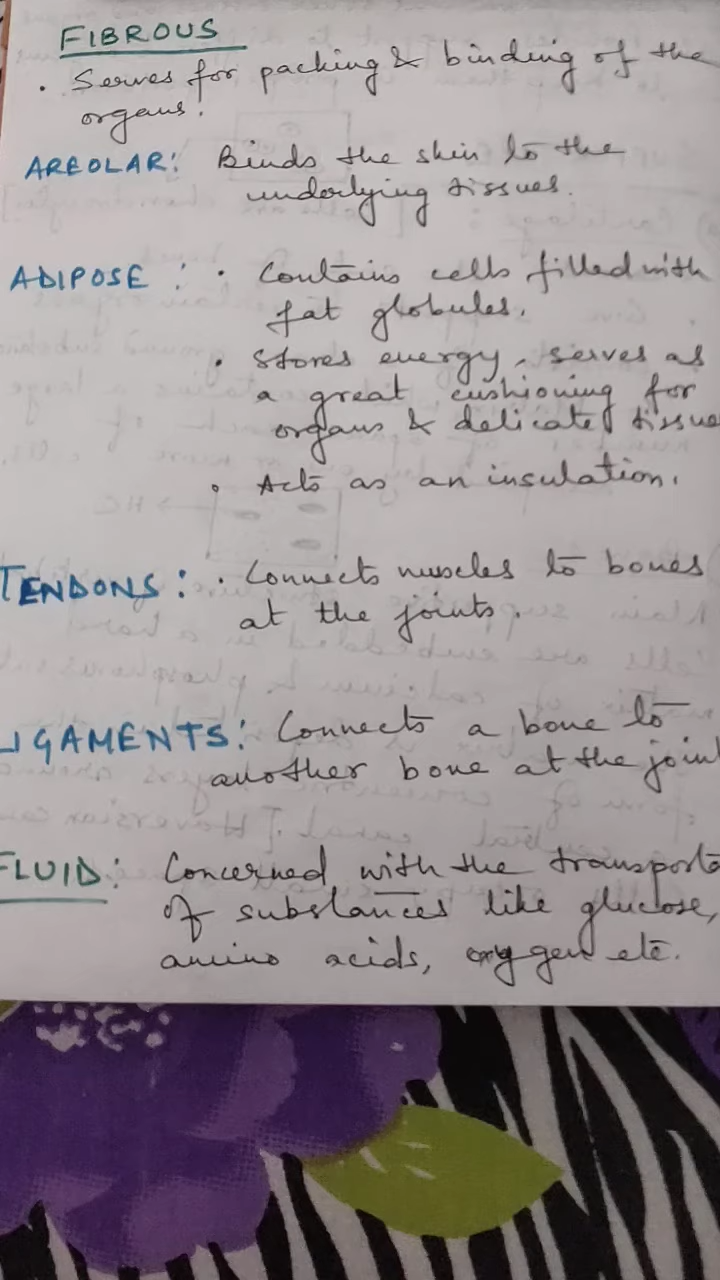 FIBROUS
• Serves for packing & binding of the
organs.
AREOLAR: Binds the skin to the
underlying tissues.
ADIPOSE : • Contains cells filled with
fat globules.
• Stores energy, serves as
a great cushioning for
organs & delicate tissue
• Acts as an insulation.
TENDONS: • Connects muscles to bones
at the joints.
LIGAMENTS: Connects a bone to
another bone at the joint
FLUID: Concerned with the transporta
of substances like glucose,
amino acids, oxygen etc.